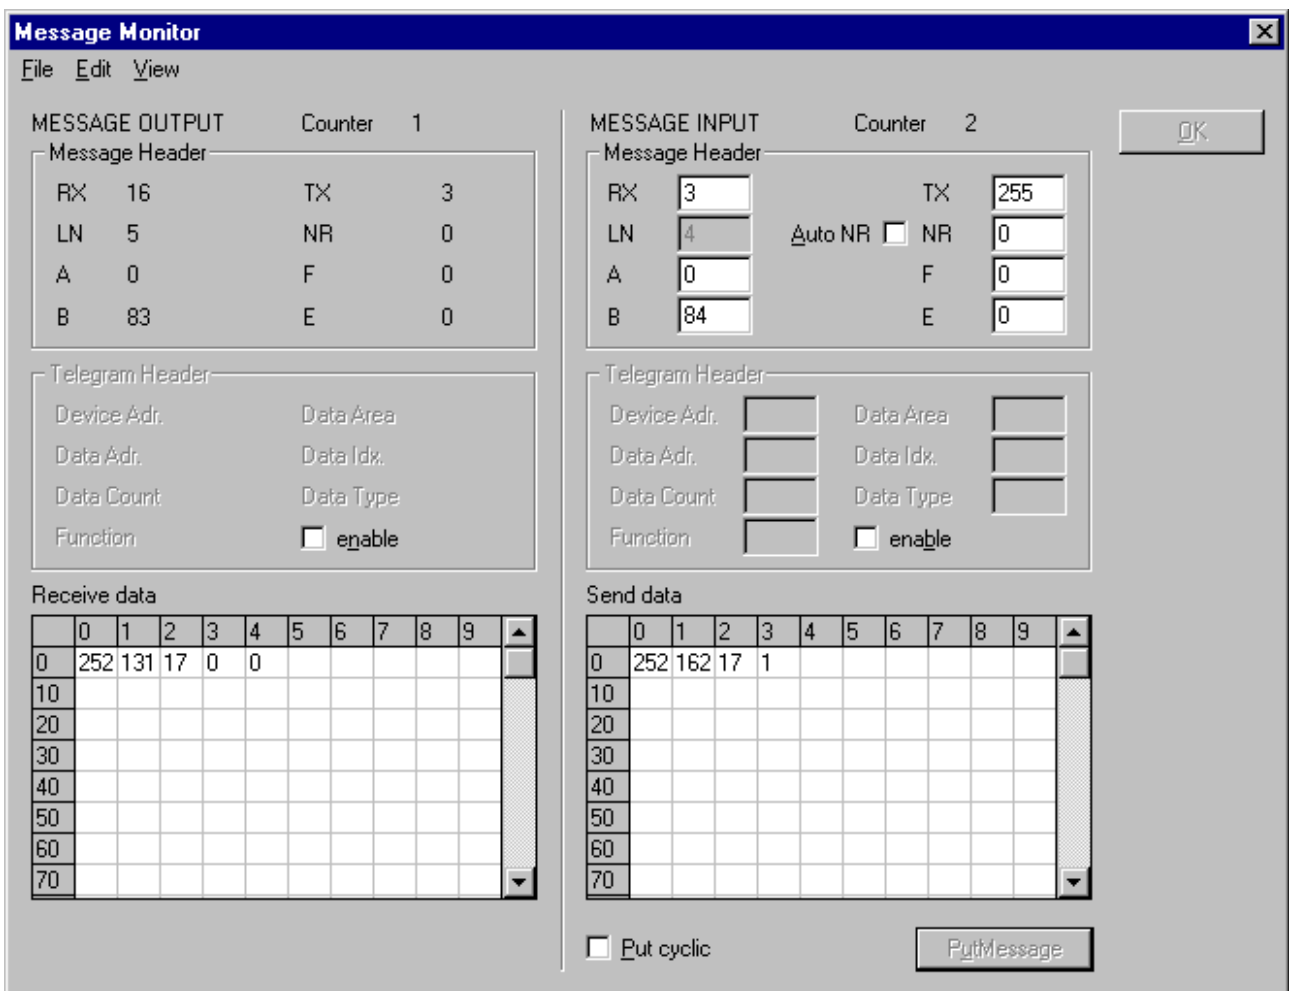 Message Monitor
File Edit View
MESSAGE OUTPUT Counter 1
Message Header
RX 16 TX 3
LN 5 NR 0
A 0 F 0
B 83 E 0
Telegram Header
Device Adr. Data Area
Data Adr. Data Idx.
Data Count Data Type
Function enable
Receive data
0 1 2 3 4 5 6 7 8 9
0 252 131 17 0 0
10
20
30
40
50
60
70
MESSAGE INPUT Counter 2
Message Header
RX 3 TX 255
LN 4 Auto NR NR 0
A 0 F 0
B 84 E 0
Telegram Header
Device Adr. Data Area
Data Adr. Data Idx.
Data Count Data Type
Function enable
Send data
0 1 2 3 4 5 6 7 8 9
0 252 162 17 1
10
20
30
40
50
60
70
Put cyclic PutMessage
OK